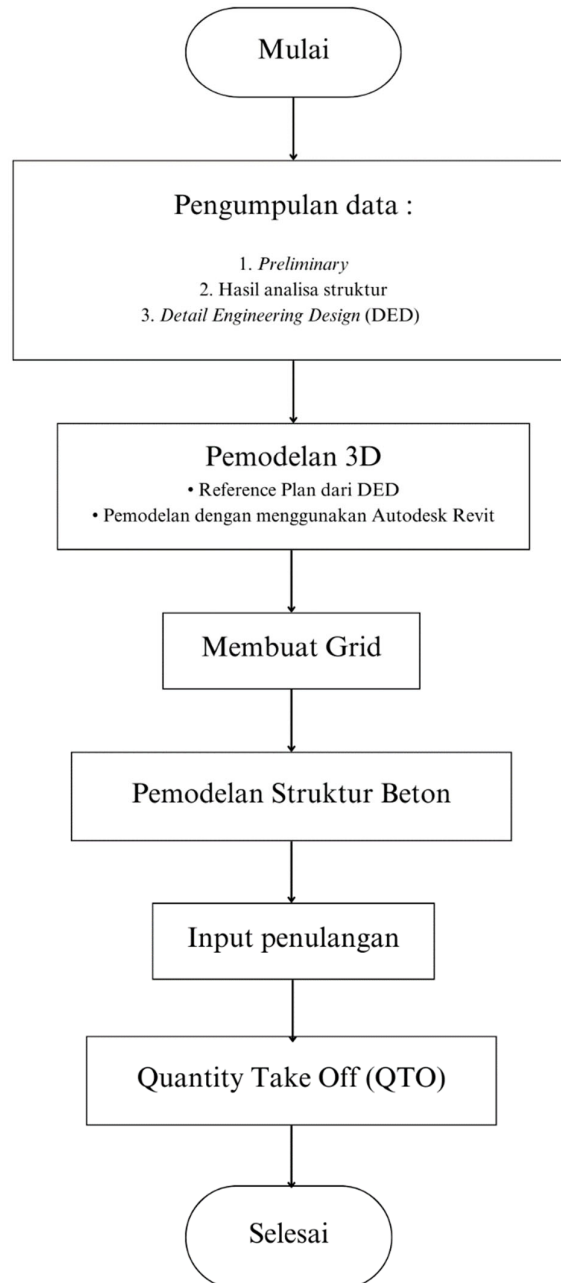 Mulai
Pengumpulan data :
1. Preliminary
2. Hasil analisa struktur
3. Detail Engineering Design (DED)
Pemodelan 3D
• Reference Plan dari DED
• Pemodelan dengan menggunakan Autodesk Revit
Membuat Grid
Pemodelan Struktur Beton
Input penulangan
Quantity Take Off (QTO)
Selesai